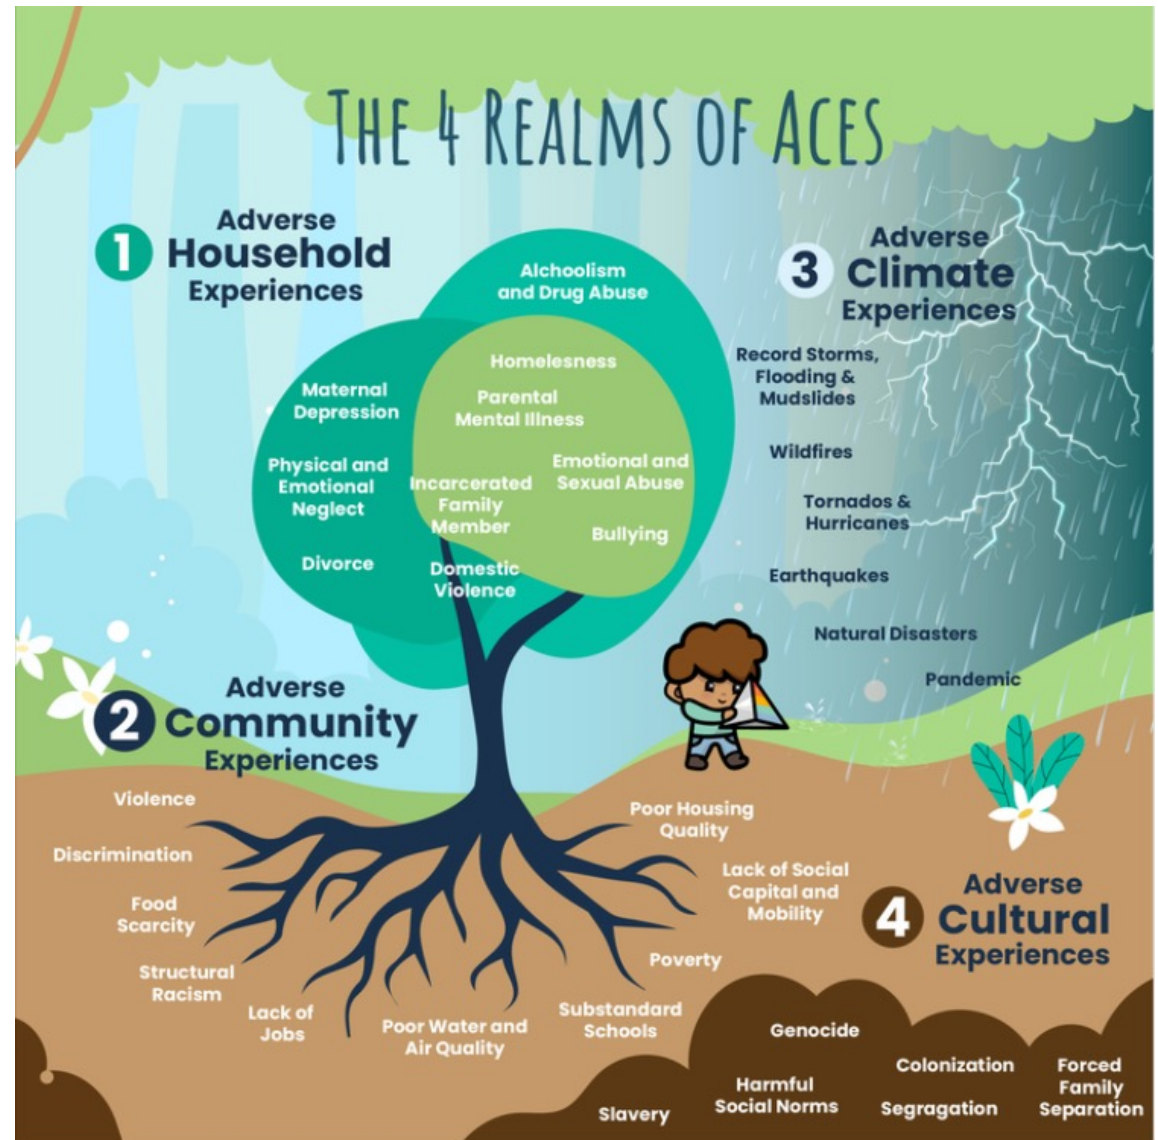 THE 4 REALMS OF ACES
1
Adverse
Household
Experiences
Alchoolism
and Drug Abuse
Homelesness
Maternal
Depression
Parental
Mental Illness
Physical and
Emotional
Neglect
Incarcerated
Family
Member
Emotional and
Sexual Abuse
Bullying
Divorce
Domestic
Violence
3
Adverse
Climate
Experiences
Record Storms,
Flooding &
Mudslides
Wildfires
Tornados &
Hurricanes
Earthquakes
Natural Disasters
Pandemic
2
Adverse
Community
Experiences
Violence
Discrimination
Food
Scarcity
Structural
Racism
Lack of
Jobs
Poor Water and
Air Quality
Substandard
Schools
Poverty
Lack of Social
Capital and
Mobility
Poor Housing
Quality
4
Adverse
Cultural
Experiences
Genocide
Colonization
Forced
Family
Separation
Harmful
Social Norms
Segragation
Slavery